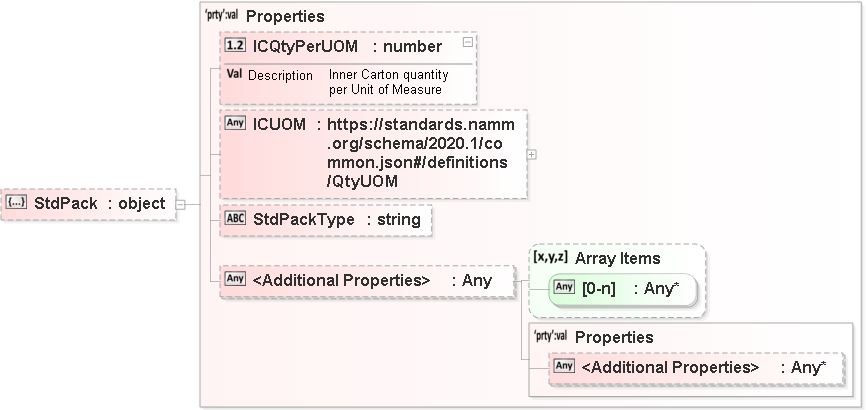 'prty':val Properties
1.2 ICQtyPerUOM : number
Val Description Inner Carton quantity
per Unit of Measure
Any ICUOM : https://standards.namm
.org/schema/2020.1/co
mmon.json#/definitions
/QtyUOM
{...} StdPack : object
ABC StdPackType : string
Any <Additional Properties> : Any
[x,y,z] Array Items
Any [0-n] : Any*
'prty':val Properties
Any <Additional Properties> : Any*